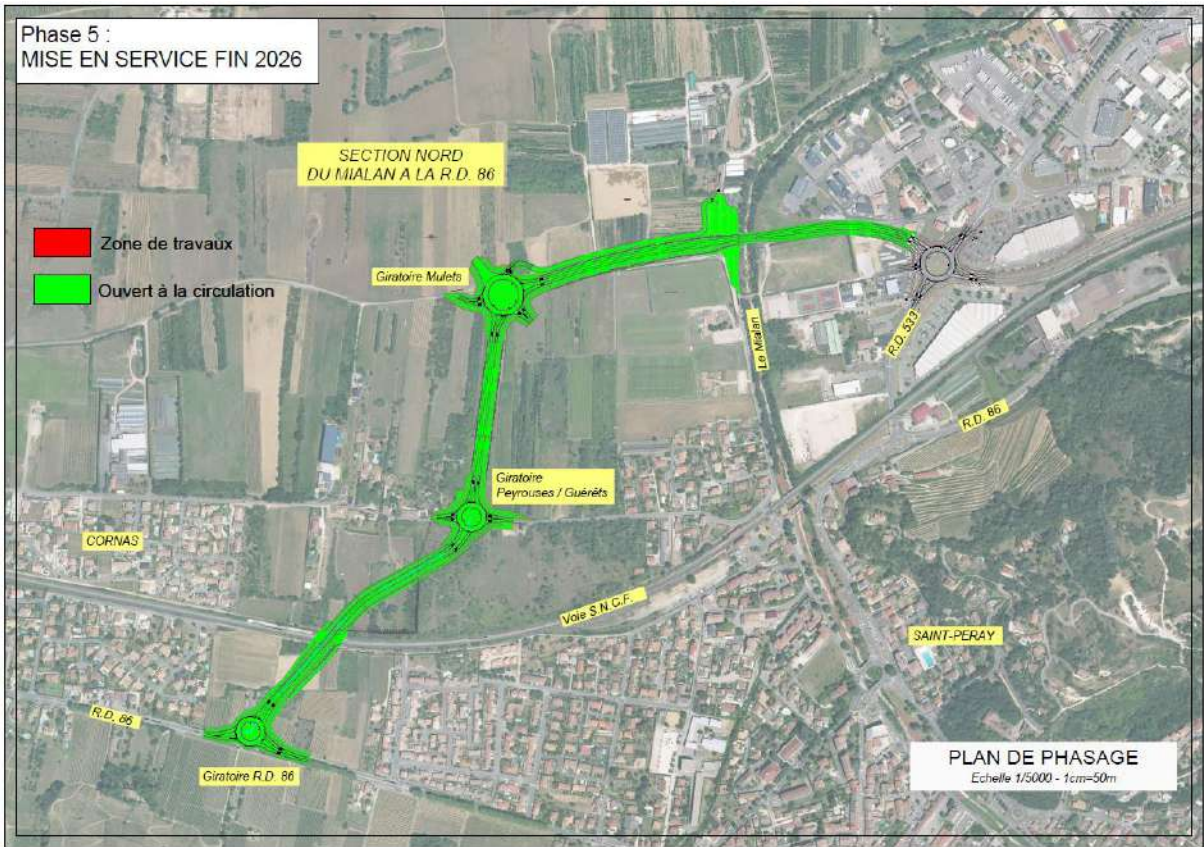 Phase 5 :
MISE EN SERVICE FIN 2026
SECTION NORD
DU MIALAN A LA R.D. 86
Zone de travaux
Ouvert à la circulation
Giratoire Mulets
Le Mialan
R.D. 533
R.D. 86
Giratoire
Peyrouses / Guérêts
CORNAS
Voie S.N.C.F.
SAINT-PERAY
R.D. 86
Giratoire R.D. 86
PLAN DE PHASAGE
Echelle 1/5000 - 1cm=50m